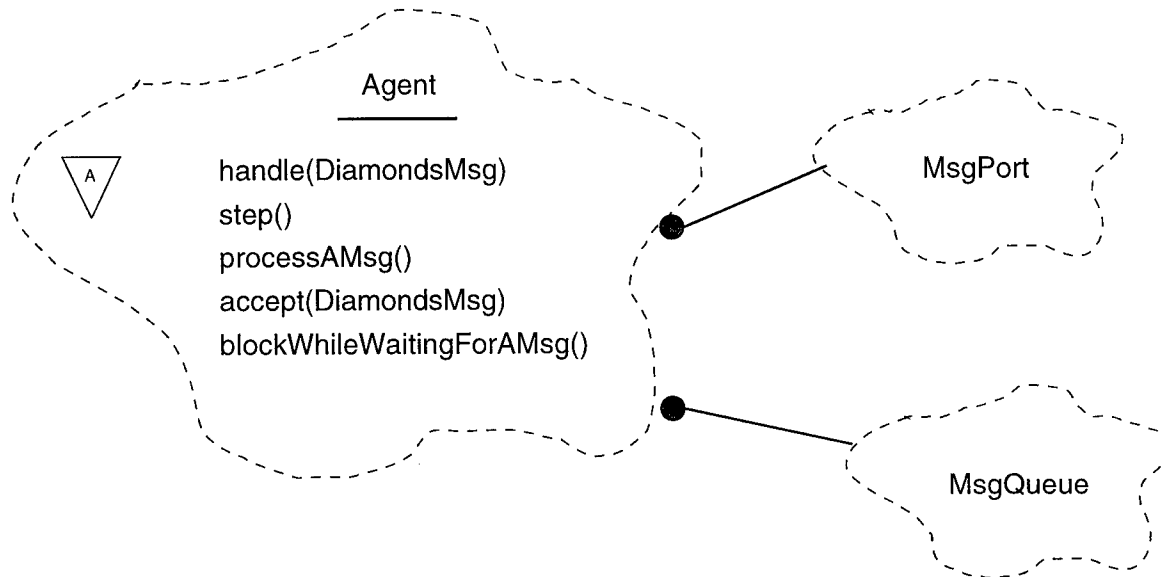 Agent
A
handle(DiamondsMsg)
step()
processAMsg()
accept(DiamondsMsg)
blockWhileWaitingForAMsg()
MsgPort
MsgQueue